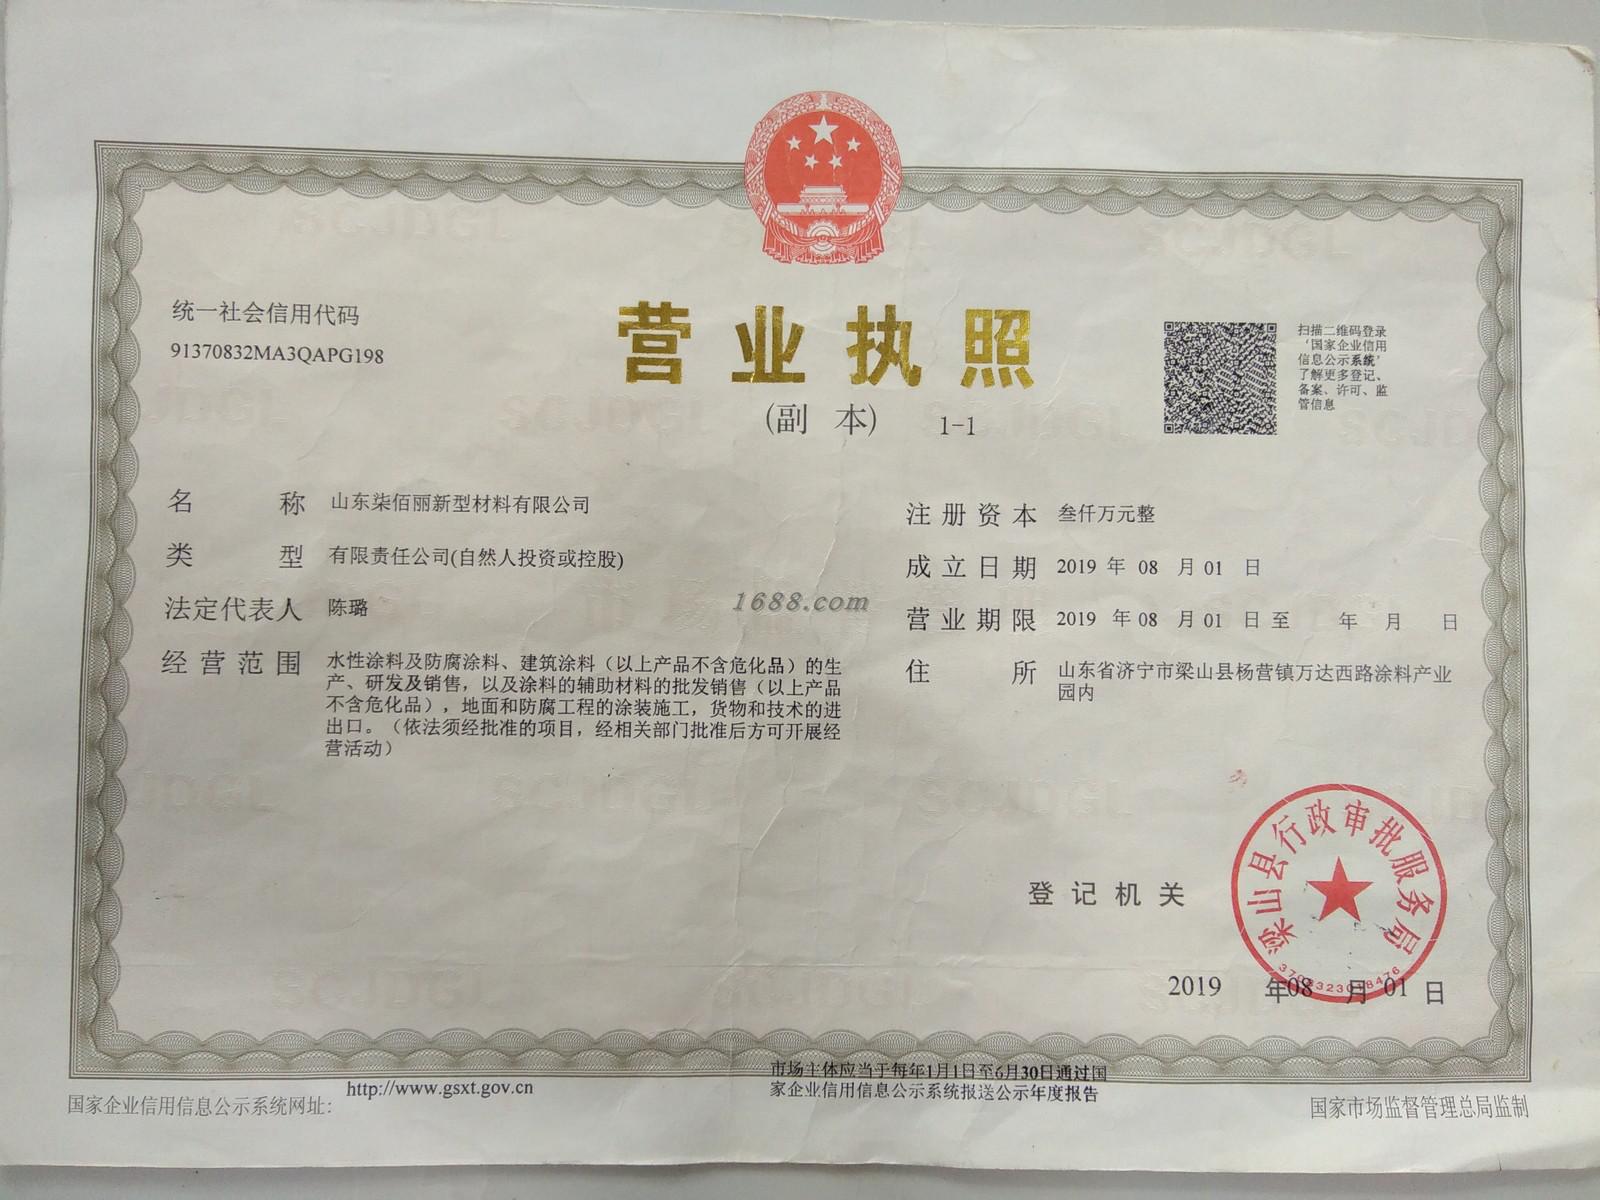 统一社会信用代码
91370832MA3QAPG198
营业执照
(副 本) 1-1
扫描二维码登录
‘国家企业信用
信息公示系统’
了解更多登记、
备案、许可、监
管信息
名 称 山东柒佰丽新型材料有限公司
类 型 有限责任公司(自然人投资或控股)
法定代表人 陈璐
经营范围 水性涂料及防腐涂料、建筑涂料（以上产品不含危化品）的生
产、研发及销售，以及涂料的辅助材料的批发销售（以上产品
不含危化品），地面和防腐工程的涂装施工，货物和技术的进
出口。（依法须经批准的项目，经相关部门批准后方可开展经
营活动）
注册资本 叁仟万元整
成立日期 2019 年 08 月 01 日
营业期限 2019 年 08 月 01 日 至 年 月 日
住 所 山东省济宁市梁山县杨营镇万达西路涂料产业
园内
1688.com
登记机关
梁山县行政审批服务局
2019 年 08 月 01 日
国家企业信用信息公示系统网址：
http://www.gsxt.gov.cn
市场主体应当于每年1月1日至6月30日通过国
家企业信用信息公示系统报送公示年度报告
国家市场监督管理总局监制